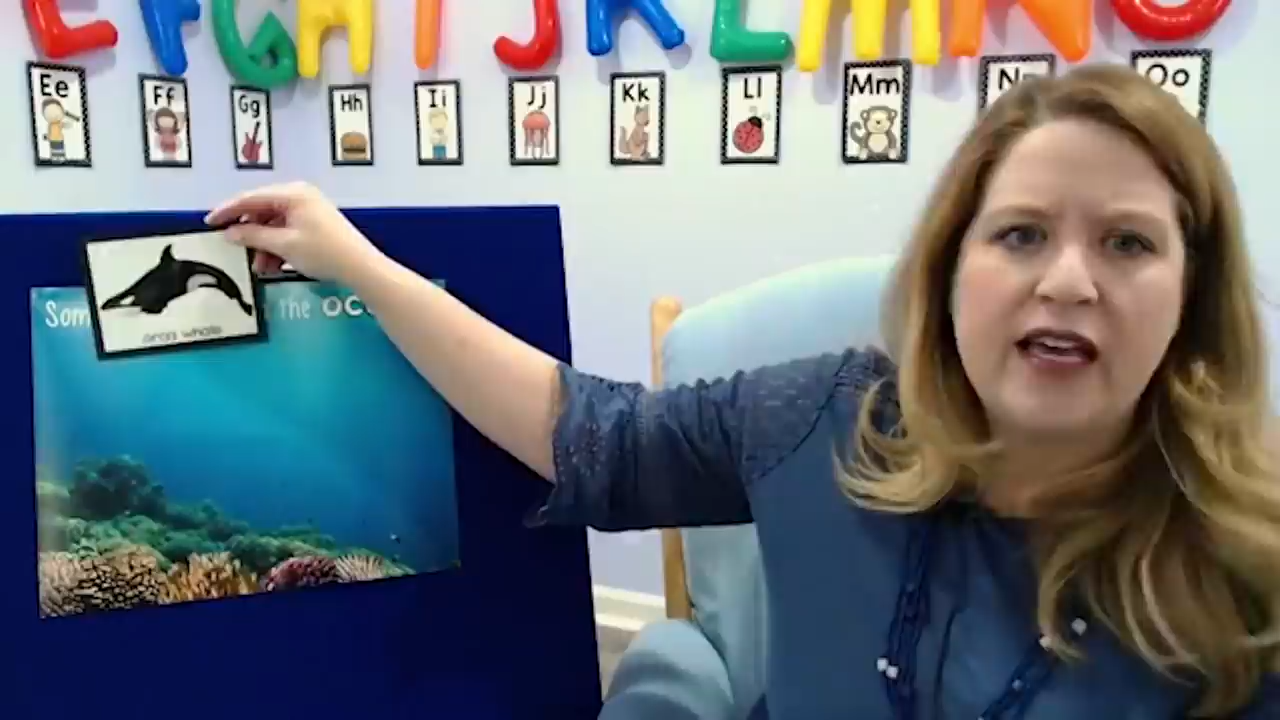 E F G H I J K L M N O
Ee Ff Gg Hh Ii Jj Kk Ll Mm Oo
Som the oc
orca whale